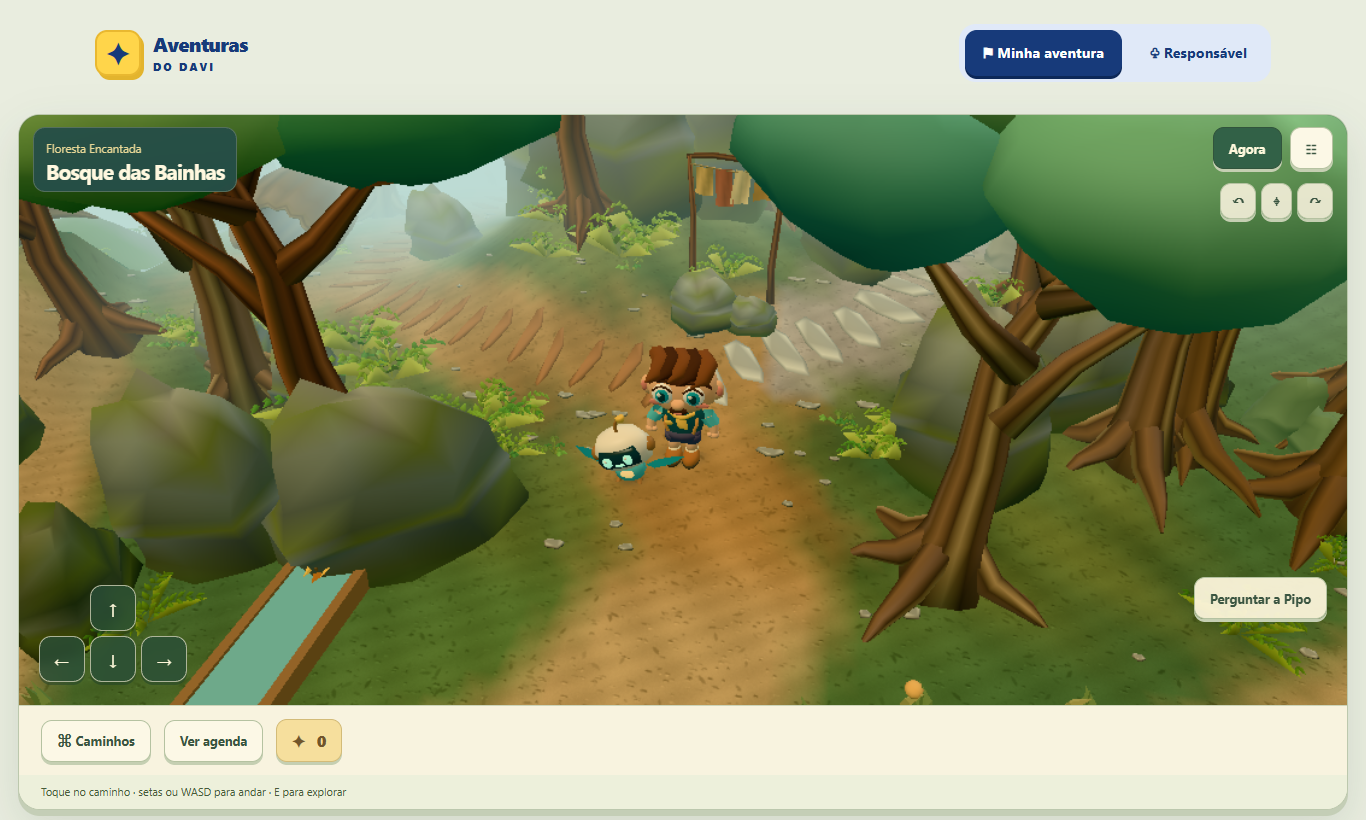 Aventuras
DO DAVI
Minha aventura
Responsável
Floresta Encantada
Bosque das Bainhas
Agora
Perguntar a Pipo
⌘ Caminhos
Ver agenda
✦ 0
Toque no caminho · setas ou WASD para andar · E para explorar